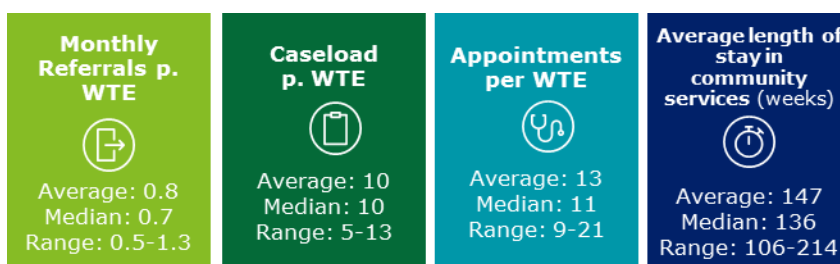 Monthly
Referrals p.
WTE
Average: 0.8
Median: 0.7
Range: 0.5-1.3
Caseload
p. WTE
Average: 10
Median: 10
Range: 5-13
Appointments
per WTE
Average: 13
Median: 11
Range: 9-21
Average length of
stay in
community
services (weeks)
Average: 147
Median: 136
Range: 106-214